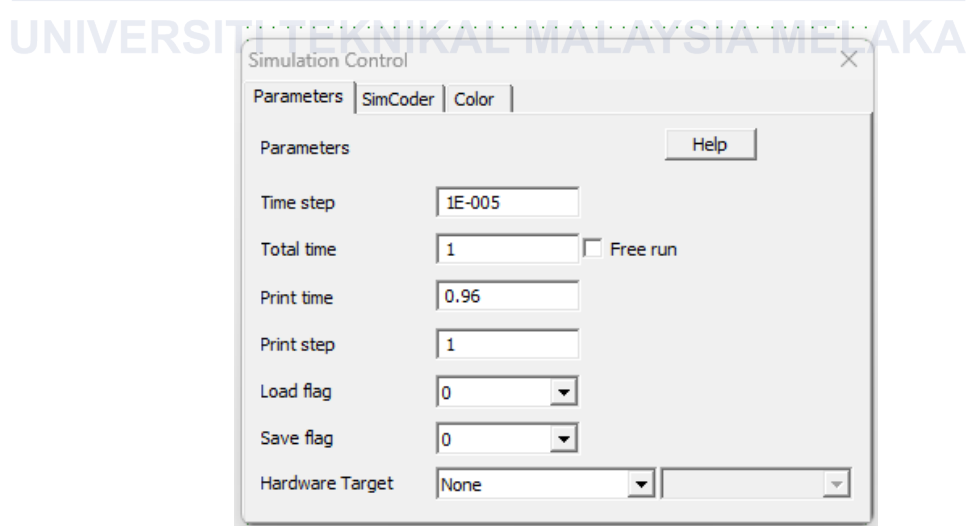 UNIVERSITI TEKNIKAL MALAYSIA MELAKA
Simulation Control
Parameters SimCoder Color
Parameters Help
Time step 1E-005
Total time 1 Free run
Print time 0.96
Print step 1
Load flag 0
Save flag 0
Hardware Target None